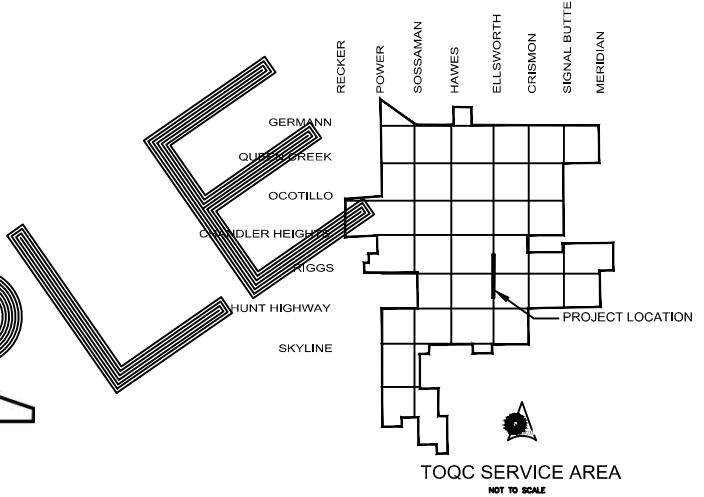 RECKER
POWER
SOSSAMAN
HAWES
ELLSWORTH
CRISMON
SIGNAL BUTTE
MERIDIAN
GERMANN
QUEEN CREEK
OCOTILLO
CHANDLER HEIGHTS
RIGGS
HUNT HIGHWAY
SKYLINE
PROJECT LOCATION
TOQC SERVICE AREA
NOT TO SCALE
LE